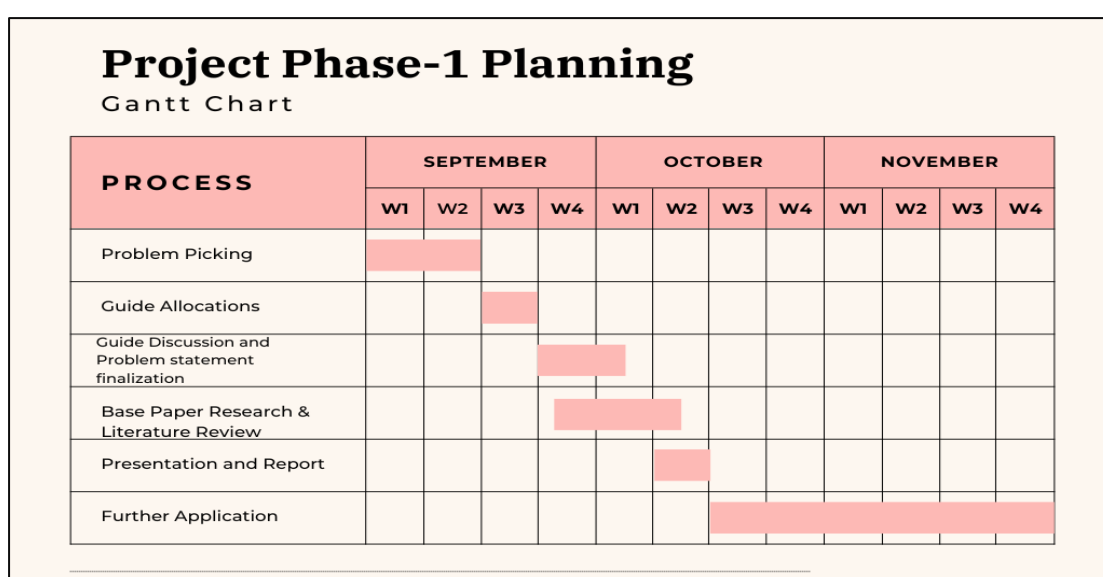 Project Phase-1 Planning
Gantt Chart
PROCESS
SEPTEMBER OCTOBER NOVEMBER
W1 W2 W3 W4 W1 W2 W3 W4 W1 W2 W3 W4
Problem Picking
Guide Allocations
Guide Discussion and
Problem statement
finalization
Base Paper Research &
Literature Review
Presentation and Report
Further Application